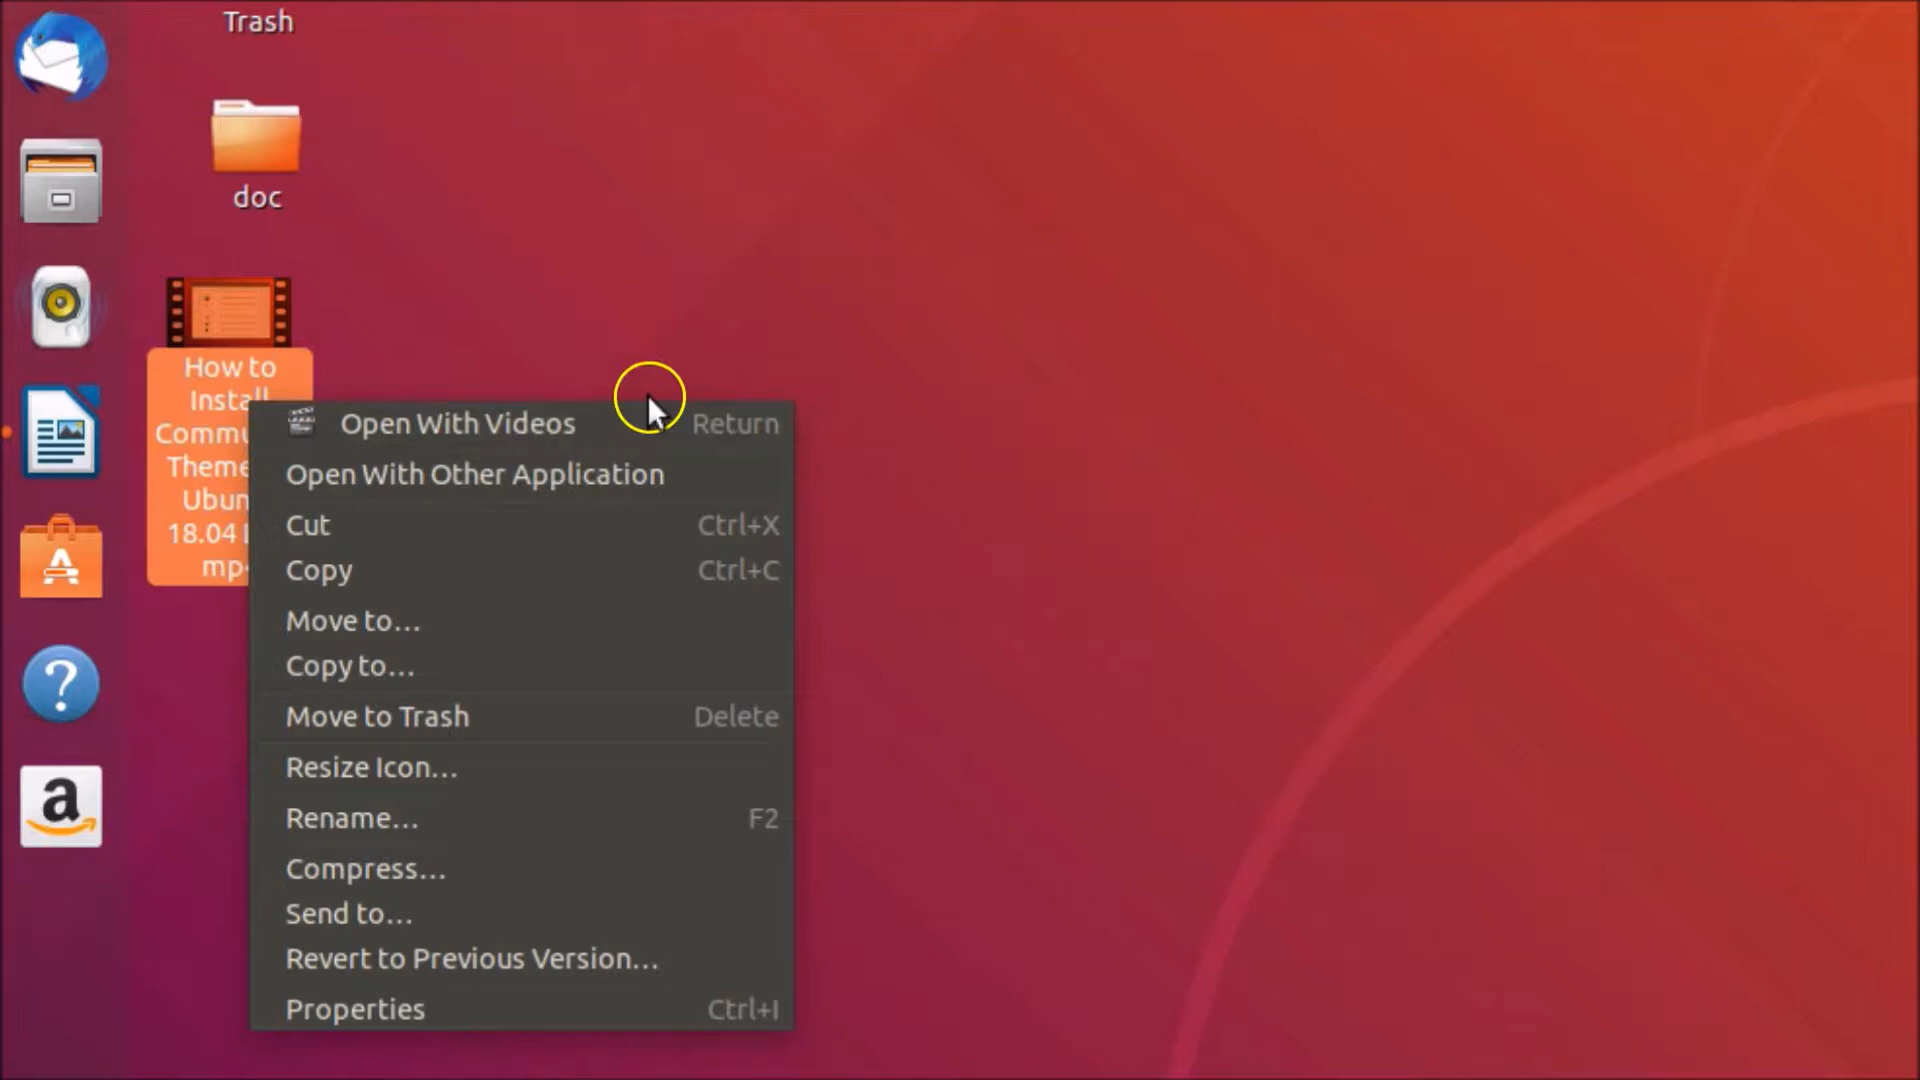 Trash
doc
How to
Install
Commu
Theme
Ubun
18.04
mp
Open With Videos Return
Open With Other Application
Cut Ctrl+X
Copy Ctrl+C
Move to...
Copy to...
Move to Trash Delete
Resize Icon...
Rename... F2
Compress...
Send to...
Revert to Previous Version...
Properties Ctrl+I